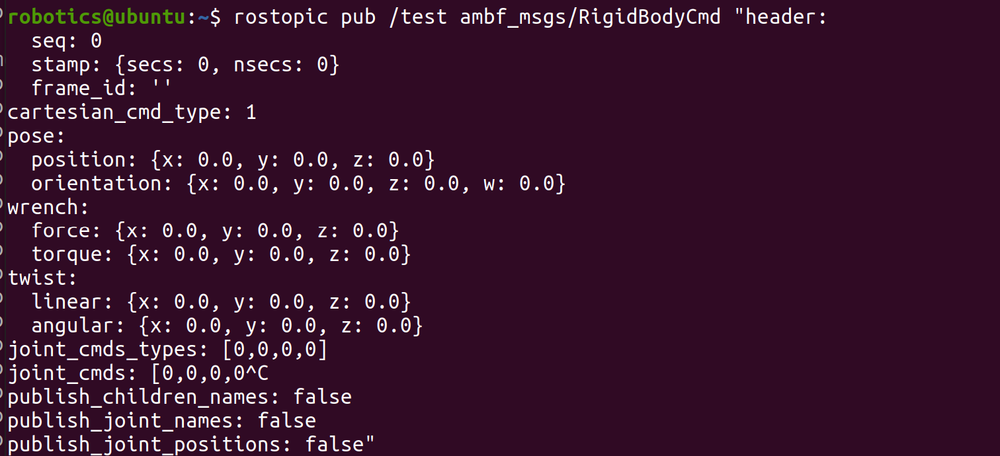 robotics@ubuntu:~$ rostopic pub /test ambf_msgs/RigidBodyCmd "header:
  seq: 0
  stamp: {secs: 0, nsecs: 0}
  frame_id: ''
cartesian_cmd_type: 1
pose:
  position: {x: 0.0, y: 0.0, z: 0.0}
  orientation: {x: 0.0, y: 0.0, z: 0.0, w: 0.0}
wrench:
  force: {x: 0.0, y: 0.0, z: 0.0}
  torque: {x: 0.0, y: 0.0, z: 0.0}
twist:
  linear: {x: 0.0, y: 0.0, z: 0.0}
  angular: {x: 0.0, y: 0.0, z: 0.0}
joint_cmds_types: [0,0,0,0]
joint_cmds: [0,0,0,0^C
publish_children_names: false
publish_joint_names: false
publish_joint_positions: false"